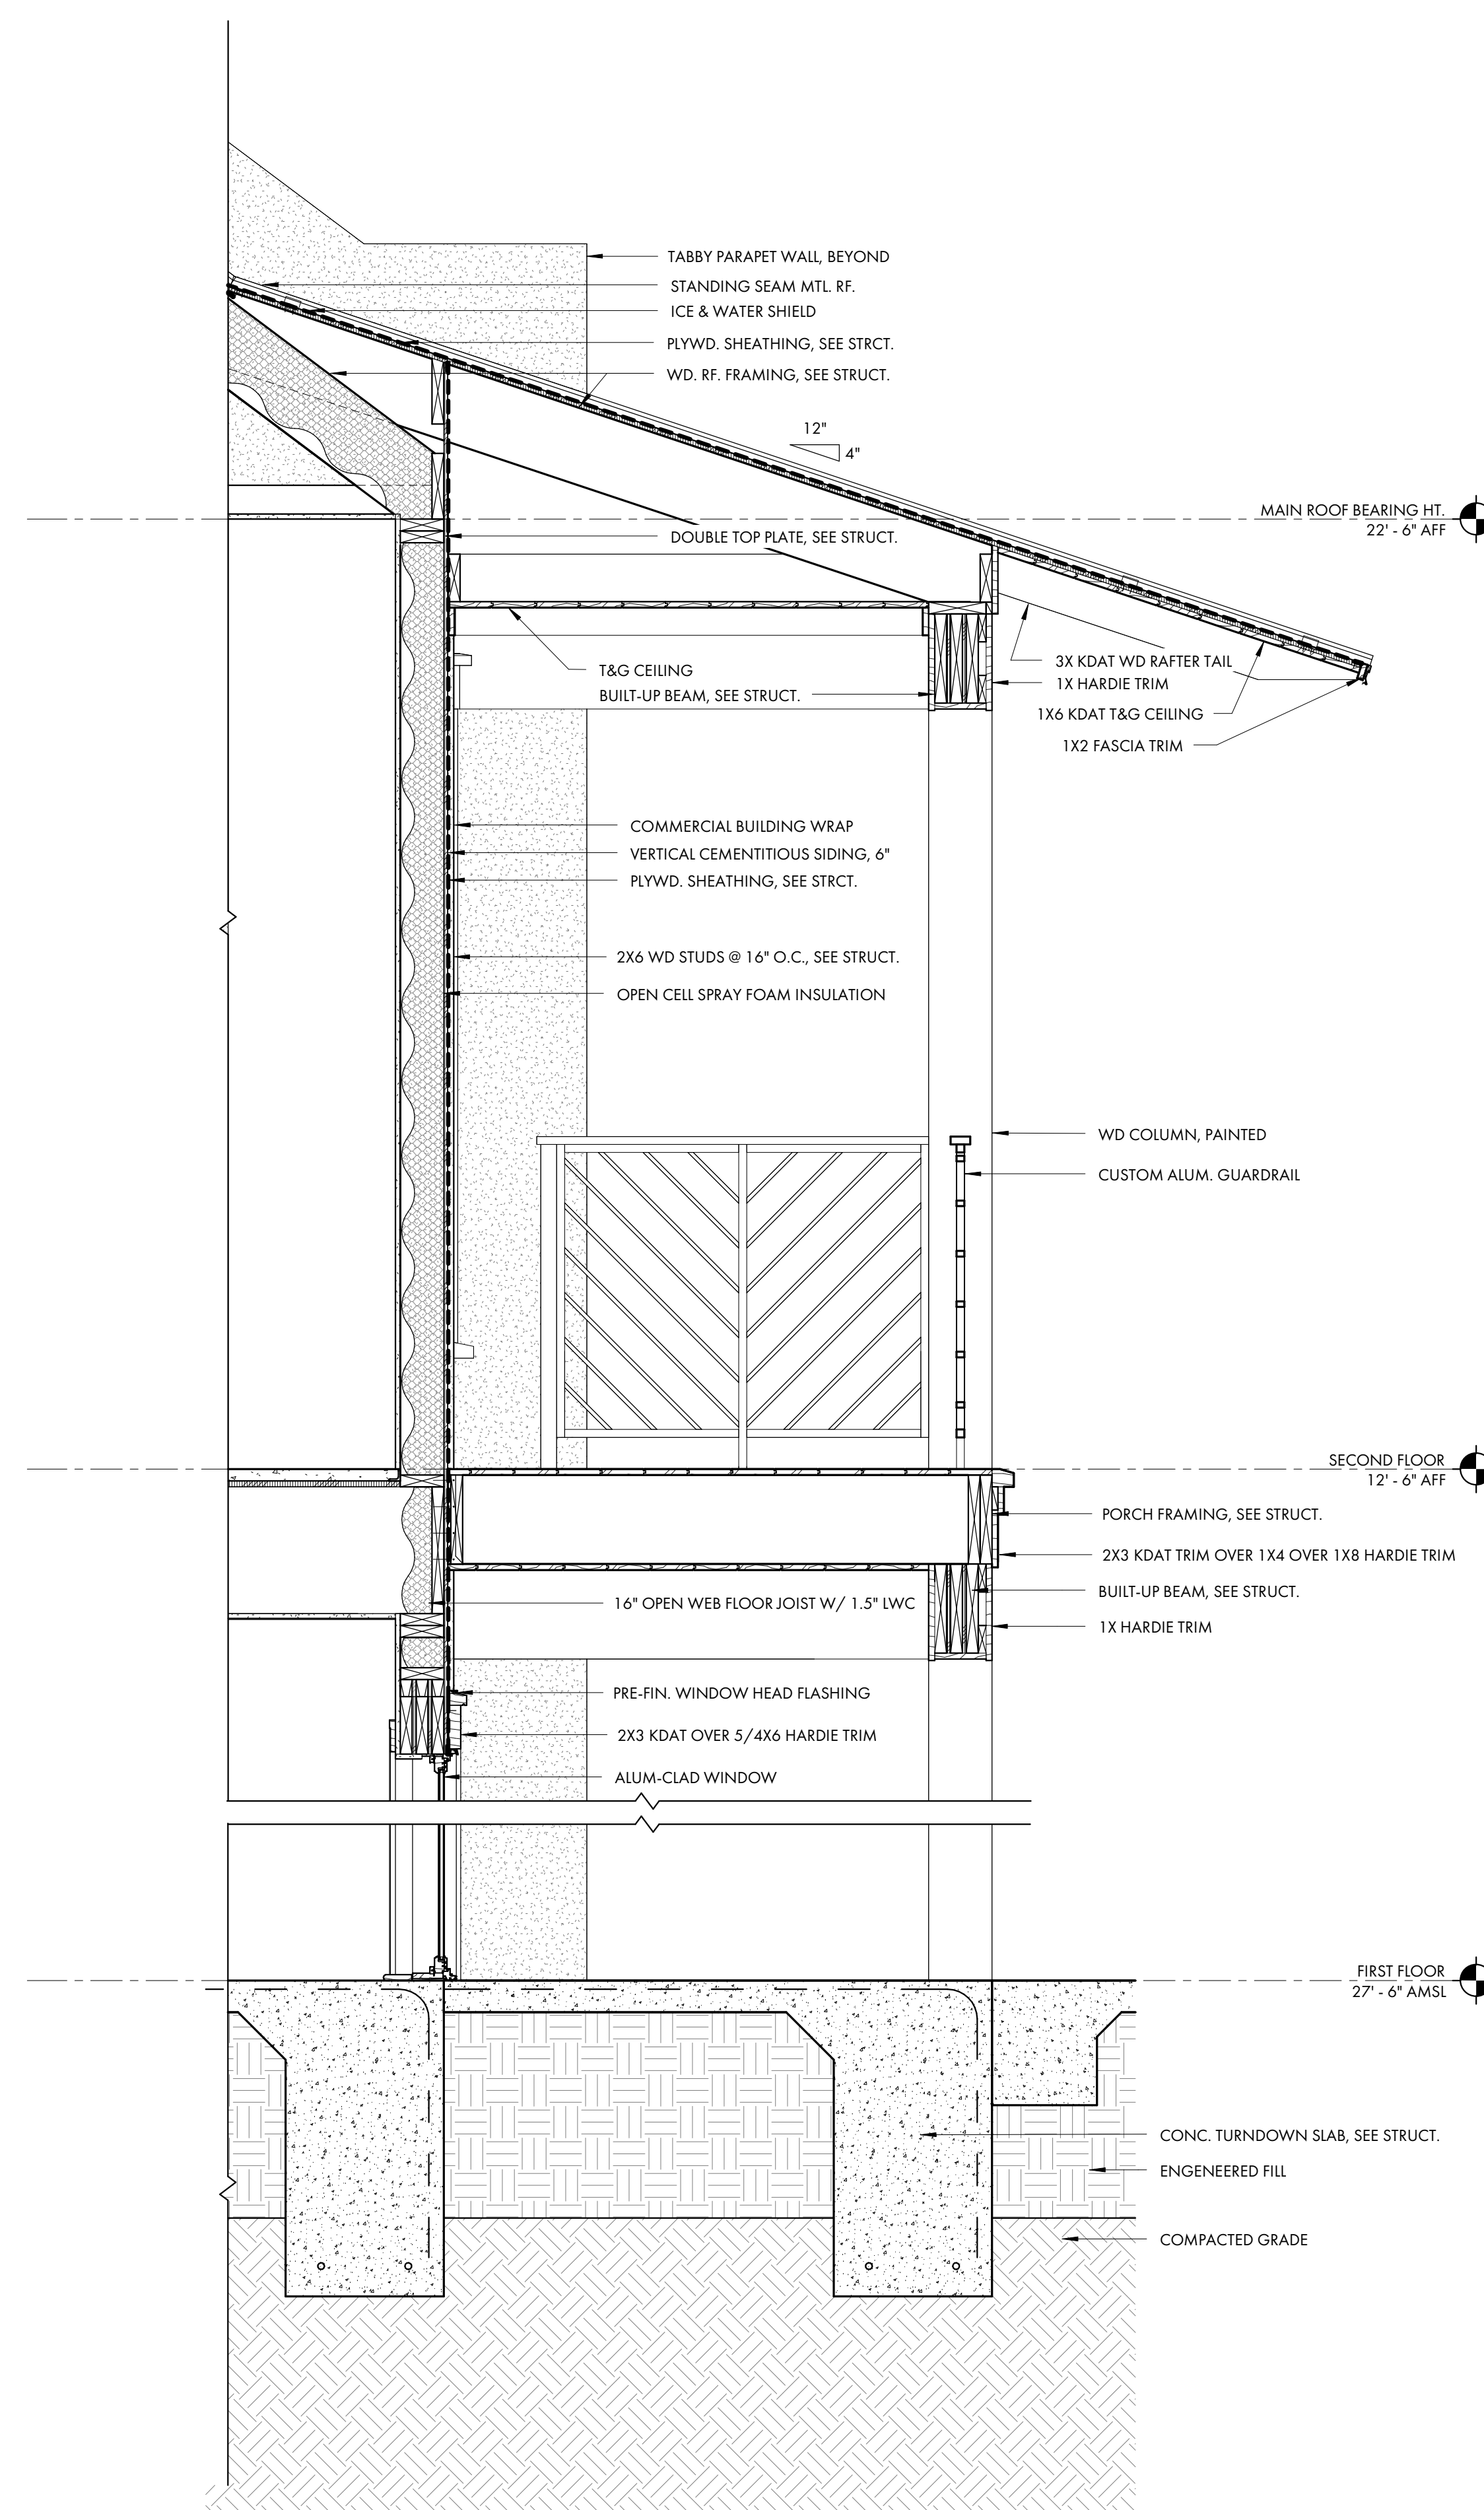 TABBY PARAPET WALL, BEYOND
STANDING SEAM MTL. RF.
ICE & WATER SHIELD
PLYWD. SHEATHING, SEE STRCT.
WD. RF. FRAMING, SEE STRUCT.
12"
4"
MAIN ROOF BEARING HT.
22' - 6" AFF
DOUBLE TOP PLATE, SEE STRUCT.
T&G CEILING
BUILT-UP BEAM, SEE STRUCT.
3X KDAT WD RAFTER TAIL
1X HARDIE TRIM
1X6 KDAT T&G CEILING
1X2 FASCIA TRIM
COMMERCIAL BUILDING WRAP
VERTICAL CEMENTITIOUS SIDING, 6"
PLYWD. SHEATHING, SEE STRCT.
2X6 WD STUDS @ 16" O.C., SEE STRUCT.
OPEN CELL SPRAY FOAM INSULATION
WD COLUMN, PAINTED
CUSTOM ALUM. GUARDRAIL
SECOND FLOOR
12' - 6" AFF
PORCH FRAMING, SEE STRUCT.
2X3 KDAT TRIM OVER 1X4 OVER 1X8 HARDIE TRIM
BUILT-UP BEAM, SEE STRUCT.
16" OPEN WEB FLOOR JOIST W/ 1.5" LWC
1X HARDIE TRIM
PRE-FIN. WINDOW HEAD FLASHING
2X3 KDAT OVER 5/4X6 HARDIE TRIM
ALUM-CLAD WINDOW
FIRST FLOOR
27' - 6" AMSL
CONC. TURNDOWN SLAB, SEE STRUCT.
ENGENEERED FILL
COMPACTED GRADE